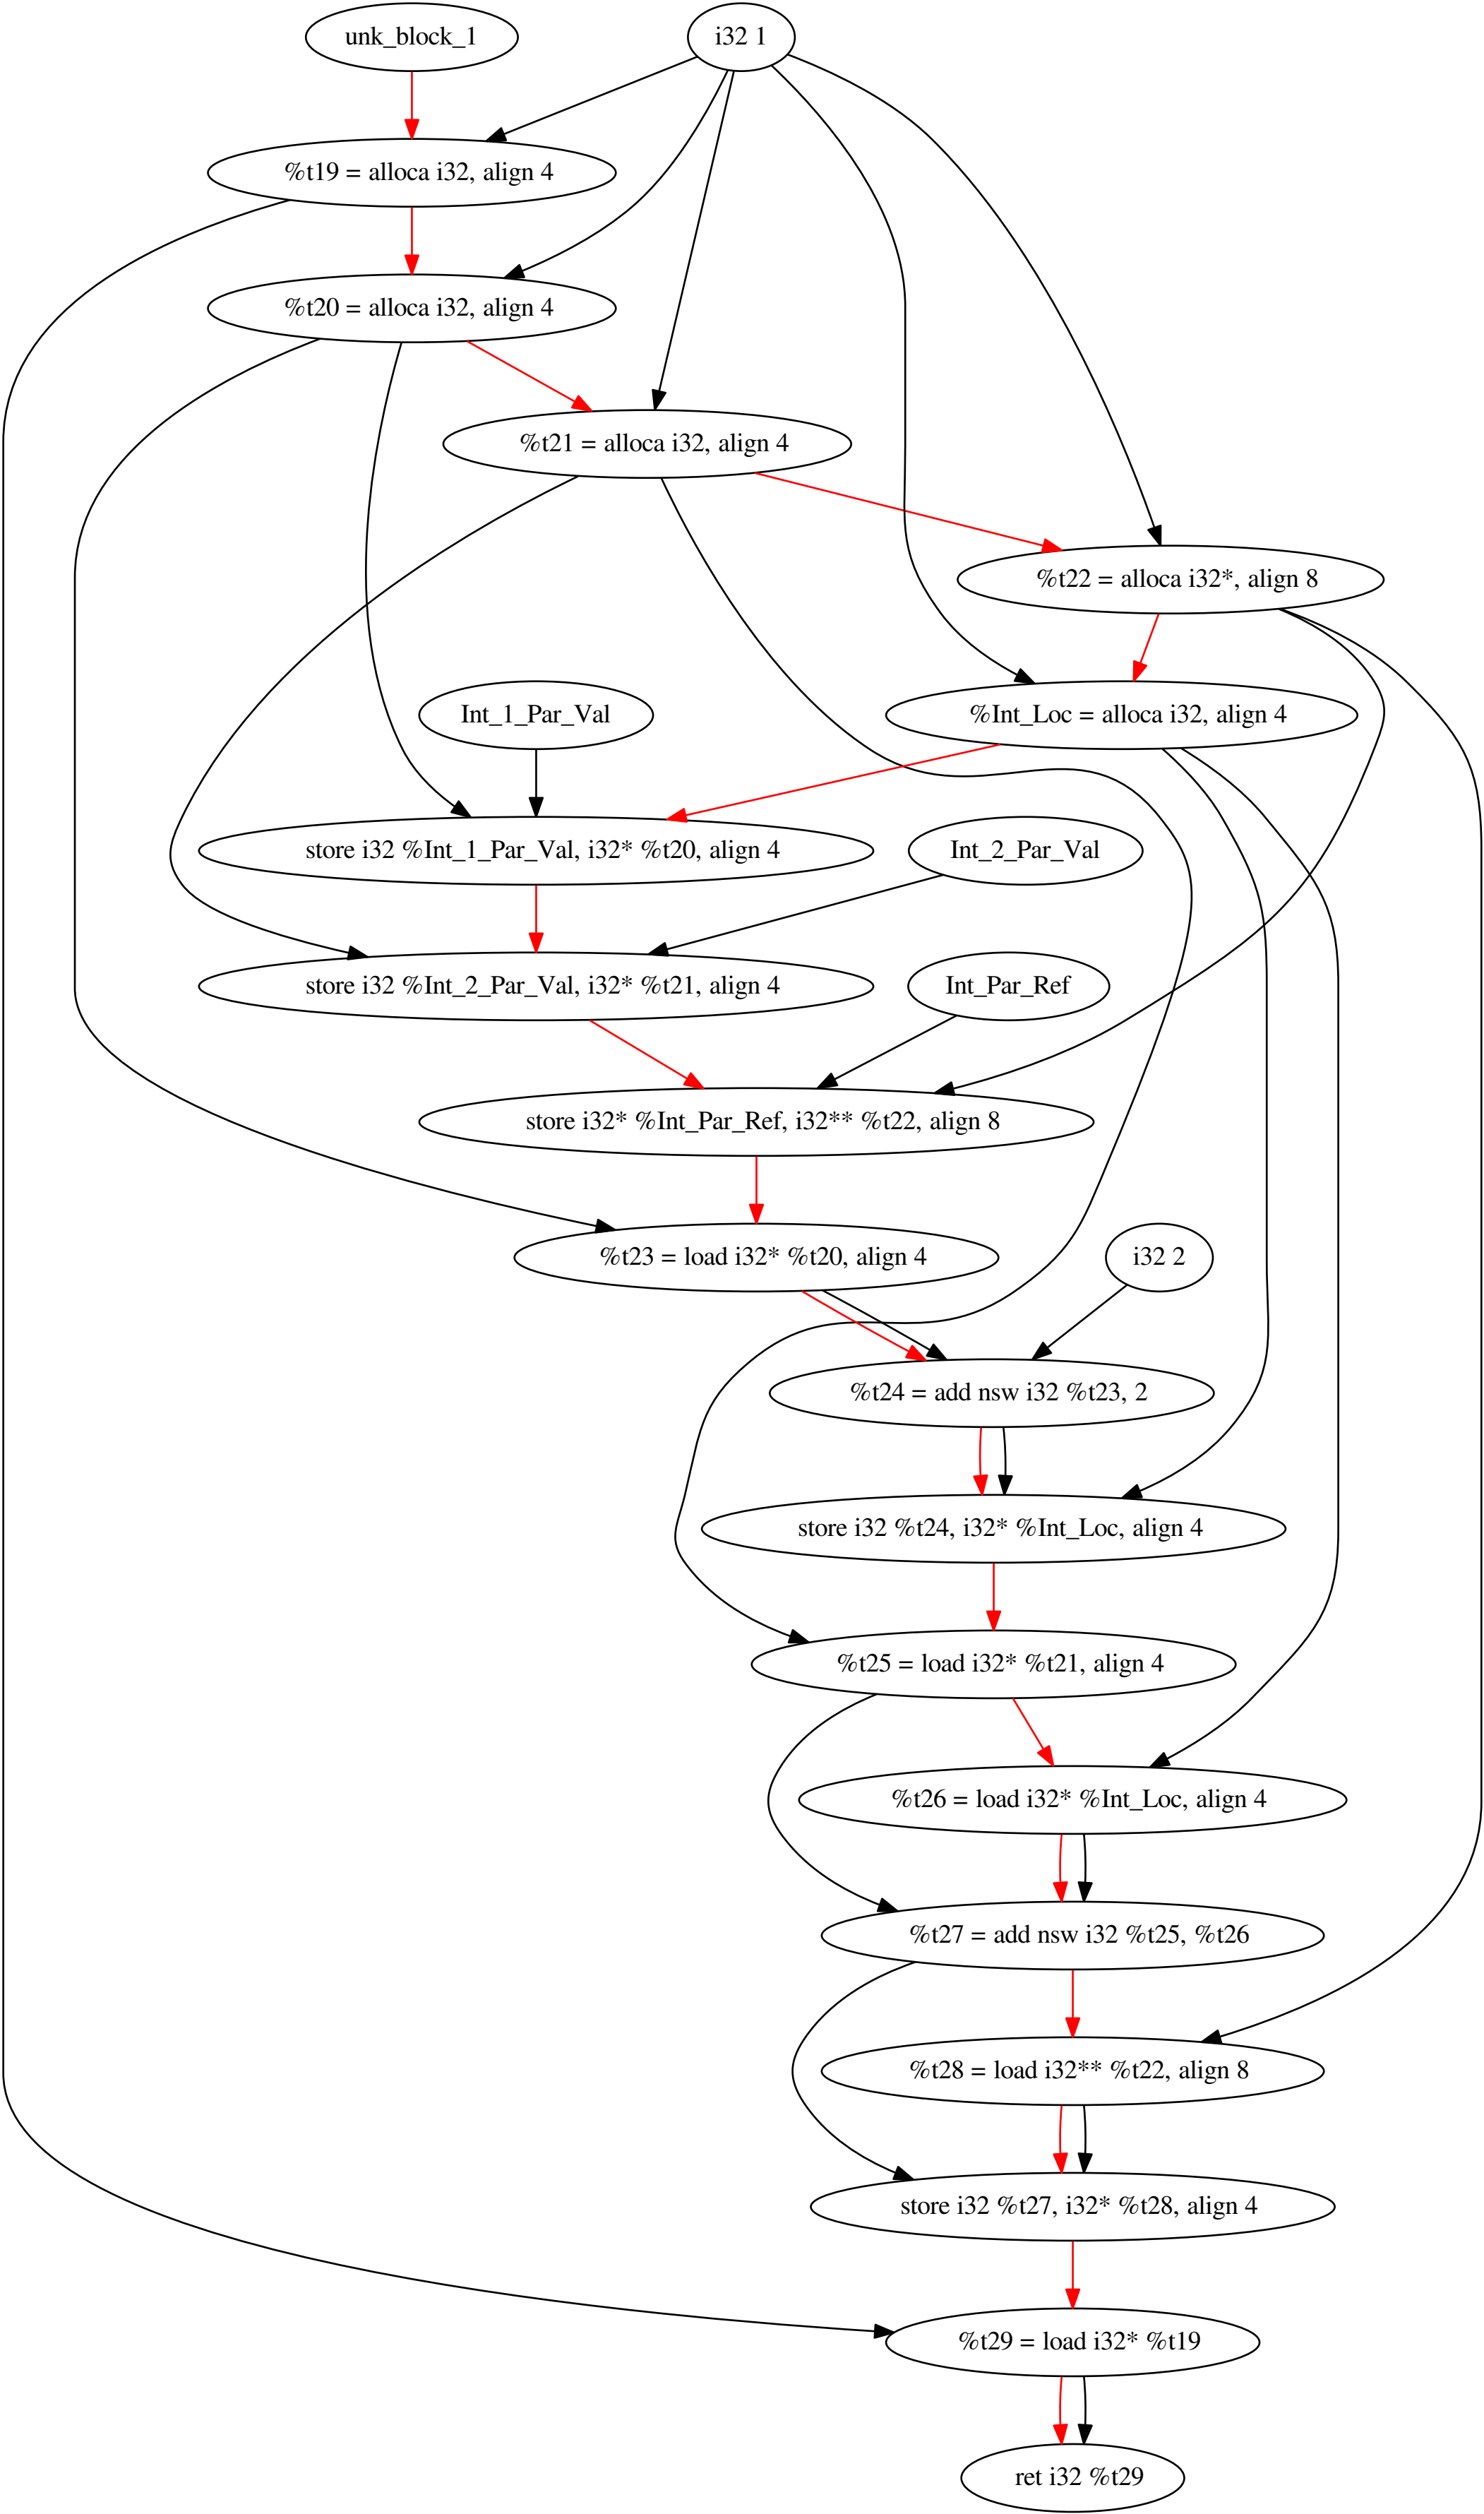 unk_block_1
i32 1
%t19 = alloca i32, align 4
%t20 = alloca i32, align 4
%t21 = alloca i32, align 4
%t22 = alloca i32*, align 8
Int_1_Par_Val
%Int_Loc = alloca i32, align 4
store i32 %Int_1_Par_Val, i32* %t20, align 4
Int_2_Par_Val
store i32 %Int_2_Par_Val, i32* %t21, align 4
Int_Par_Ref
store i32* %Int_Par_Ref, i32** %t22, align 8
%t23 = load i32* %t20, align 4
i32 2
%t24 = add nsw i32 %t23, 2
store i32 %t24, i32* %Int_Loc, align 4
%t25 = load i32* %t21, align 4
%t26 = load i32* %Int_Loc, align 4
%t27 = add nsw i32 %t25, %t26
%t28 = load i32** %t22, align 8
store i32 %t27, i32* %t28, align 4
%t29 = load i32* %t19
ret i32 %t29